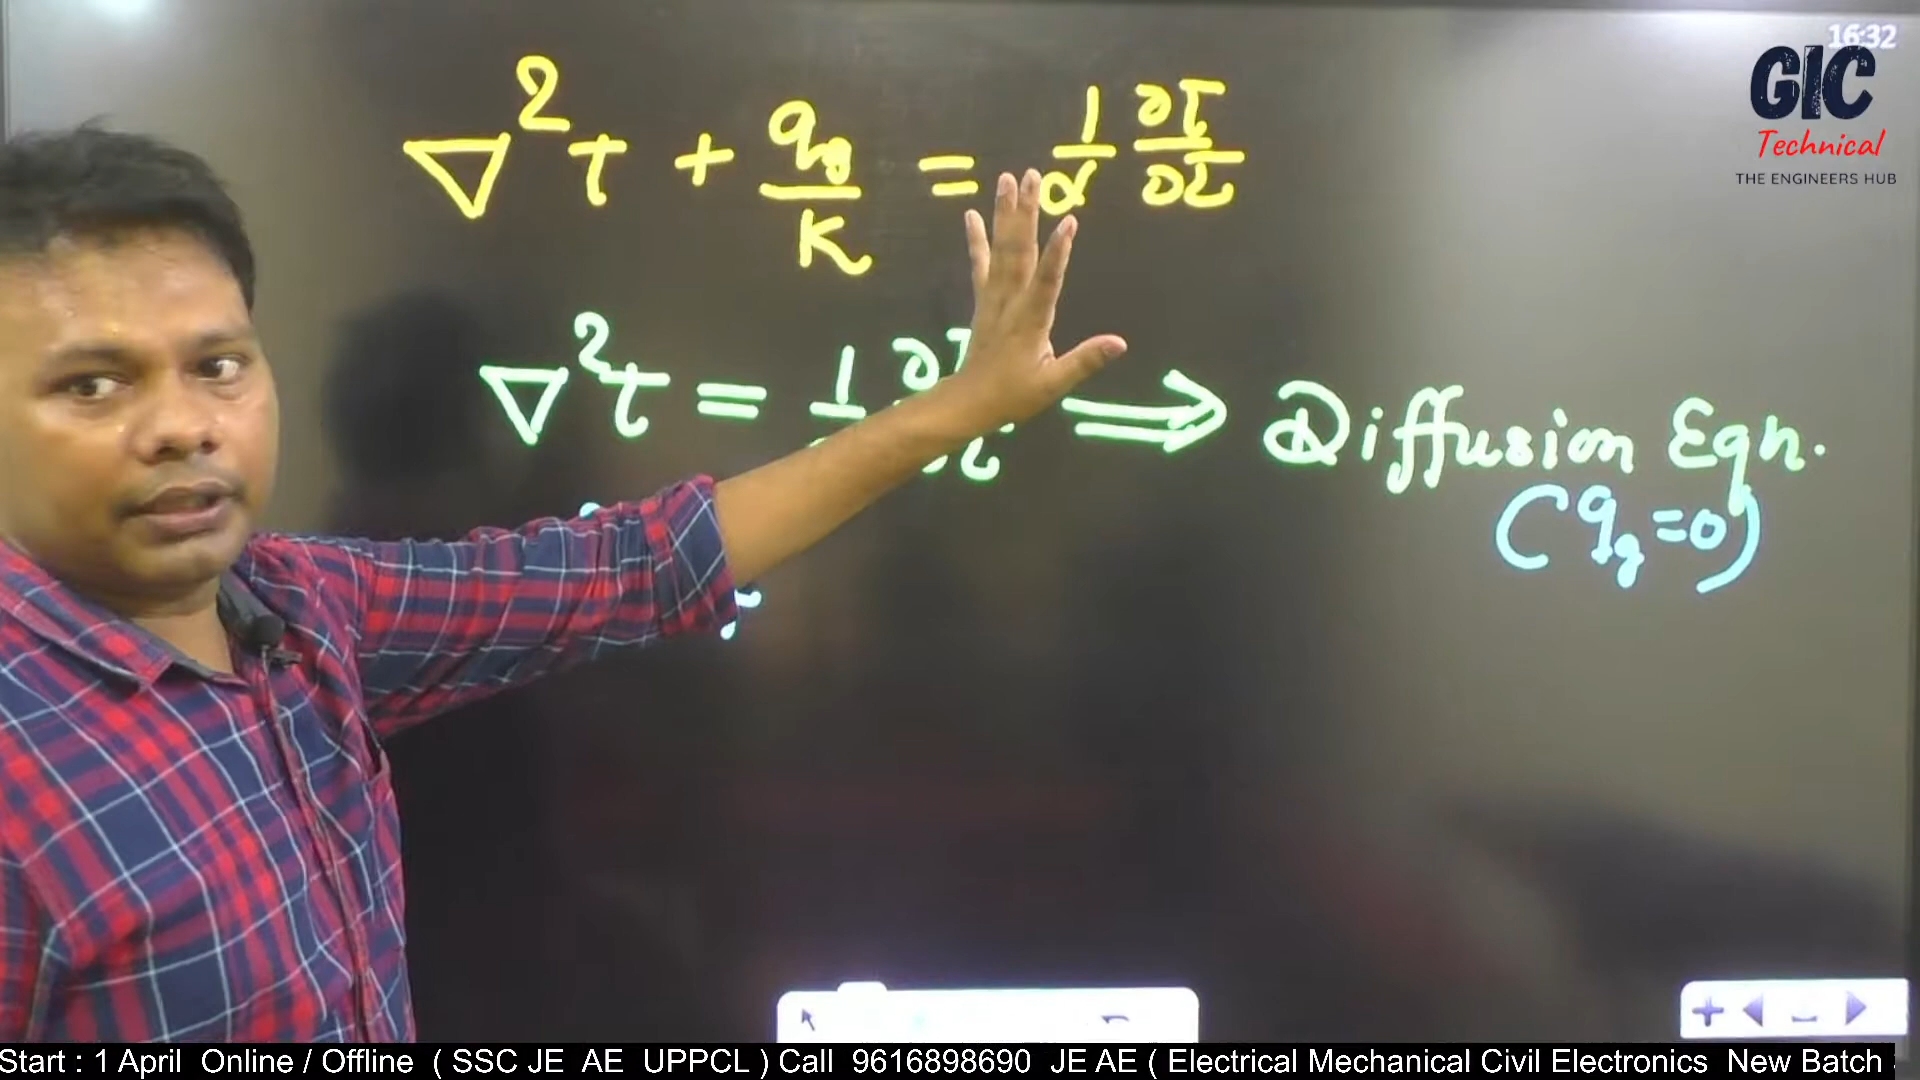 16:32
GIC
Technical
THE ENGINEERS HUB
∇²T + q_g/K = 1/α ∂T/∂τ
∇²T = 1 ∂T ⇒ Diffusion Eqn.
(q_g=0)
Start : 1 April Online / Offline ( SSC JE AE UPPCL ) Call 9616898690 JE AE ( Electrical Mechanical Civil Electronics New Batch